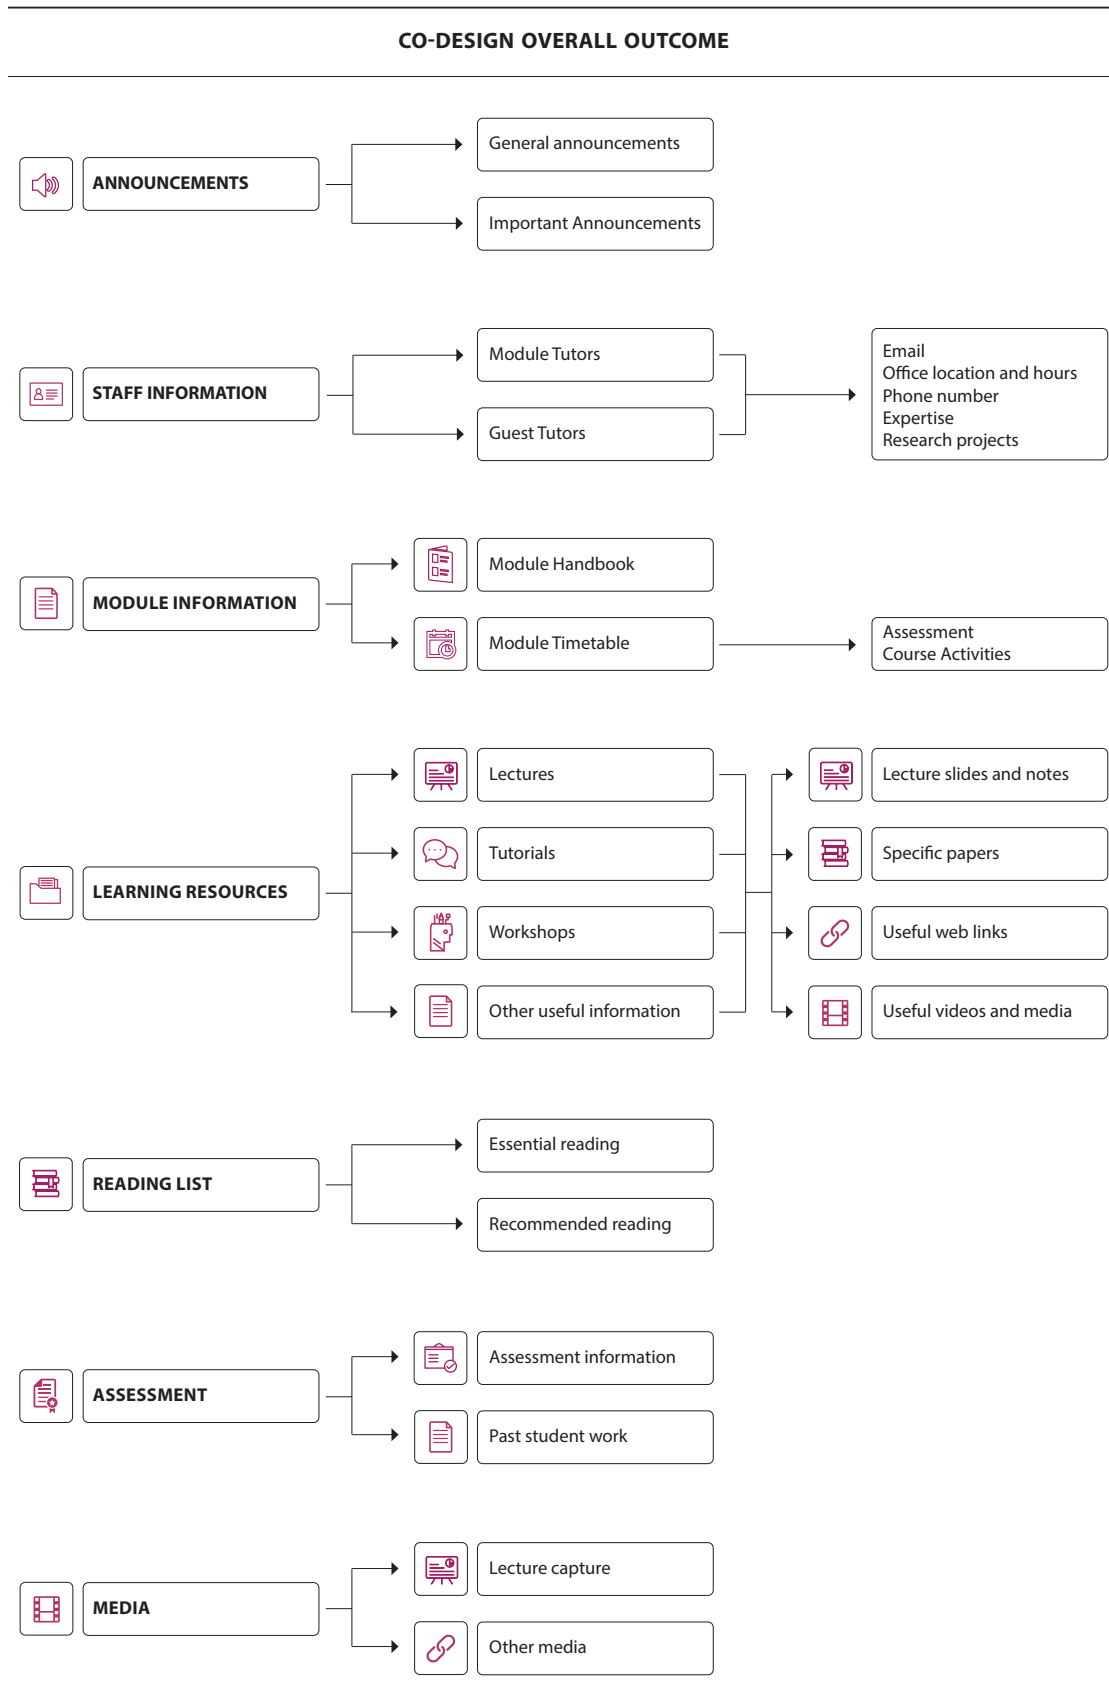 CO-DESIGN OVERALL OUTCOME
General announcements
ANNOUNCEMENTS
Important Announcements
Module Tutors
STAFF INFORMATION
Guest Tutors
Email
Office location and hours
Phone number
Expertise
Research projects
Module Handbook
MODULE INFORMATION
Module Timetable
Assessment
Course Activities
Lectures
Lecture slides and notes
Tutorials
Specific papers
LEARNING RESOURCES
Workshops
Useful web links
Other useful information
Useful videos and media
Essential reading
READING LIST
Recommended reading
Assessment information
ASSESSMENT
Past student work
Lecture capture
MEDIA
Other media